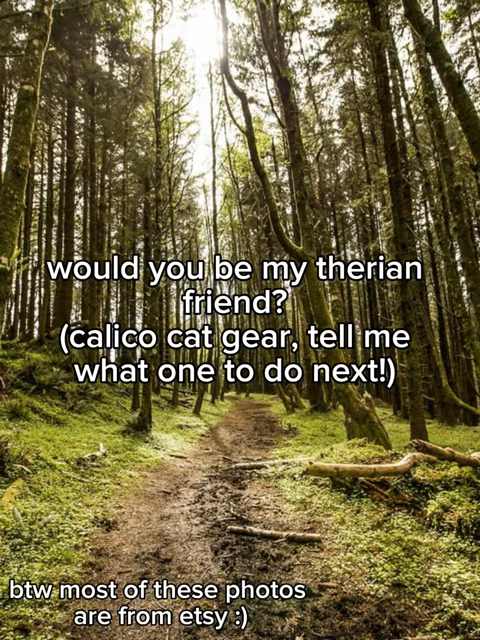 would you be my therian
friend?
(calico cat gear, tell me
what one to do next!)
btw most of these photos
are from etsy :)